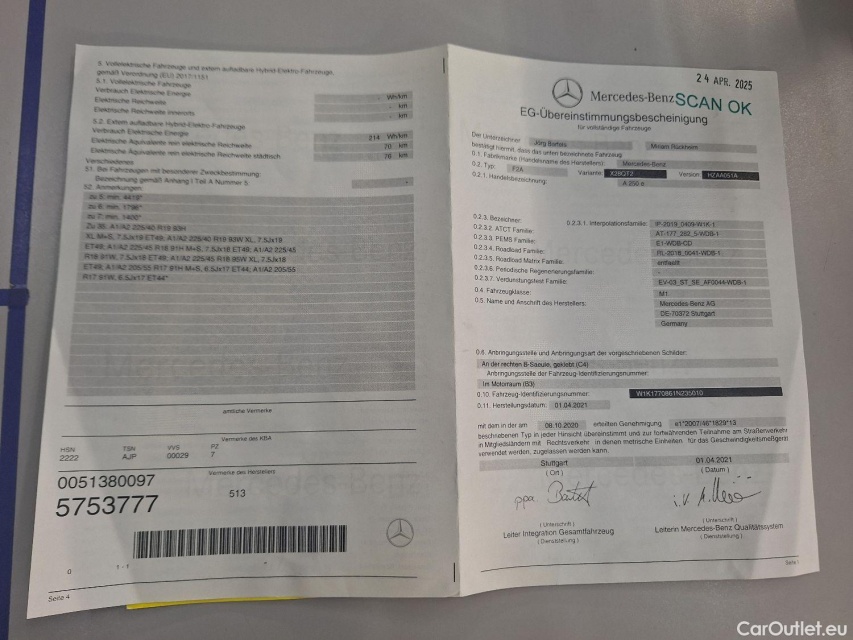 5. Vollelektrische Fahrzeuge und extern aufladbare Hybrid-Elektro-Fahrzeuge,
gemäß Verordnung (EU) 2017/1151
5.1. Vollelektrische Fahrzeuge
Verbrauch Elektrische Energie - Wh/km
Elektrische Reichweite - km
Elektrische Reichweite innerorts - km
5.2. Extern aufladbare Hybrid-Elektro-Fahrzeuge
Verbrauch Elektrische Energie 214 Wh/km
Elektrische Äquivalente rein elektrische Reichweite 70 km
Elektrische Äquivalente rein elektrische Reichweite städtisch 76 km
Verschiedenes
51. Bei Fahrzeugen mit besonderer Zweckbestimmung:
Bezeichnung gemäß Anhang I Teil A Nummer 5: -
52. Anmerkungen:
zu 5: min. 4419*
zu 6: min. 1796*
zu 7: min. 1400*
Zu 35: A1/A2 225/40 R18 92H
XL M+S, 7.5Jx18 ET49; A1/A2 225/40 R18 92W XL, 7.5Jx18
ET49; A1/A2 225/45 R18 91H M+S, 7.5Jx18 ET49; A1/A2 225/45
R18 91W, 7.5Jx18 ET49; A1/A2 225/45 R18 95W XL, 7.5Jx18
ET49; A1/A2 205/55 R17 91H M+S, 6.5Jx17 ET44; A1/A2 205/55
R17 91W, 6.5Jx17 ET44*
amtliche Vermerke
Vermerke des KBA
HSN TSN VVS PZ
2222 AJP 00029 7
Vermerke des Herstellers
0051380097
5753777 513
0 1-1
Seite 4
24 APR. 2025
Mercedes-Benz SCAN OK
EG-Übereinstimmungsbescheinigung
für vollständige Fahrzeuge
Der Unterzeichner Jörg Bartels Miriam Rückheim
bestätigt hiermit, dass das unten bezeichnete Fahrzeug
0.1. Fabrikmarke (Handelsname des Herstellers): Mercedes-Benz
0.2. Typ: F2A Variante X2BGT2 Version HZAA051A
0.2.1. Handelsbezeichnung: A 250 e
0.2.3. Bezeichner:
0.2.3.1. Interpolationsfamilie: IP-2019_0409-W1K-1
0.2.3.2. ATCT Familie: AT-177_282_5-WDB-1
0.2.3.3. PEMS Familie: E1-WDB-CD
0.2.3.4. Roadload Familie: RL-2018_0041-WDB-1
0.2.3.5. Roadload Matrix Familie: entfaellt
0.2.3.6. Periodische Regenerierungsfamilie: -
0.2.3.7. Verdunstungstest Familie: EV-03_ST_SE_AF0044-WDB-1
0.4. Fahrzeugklasse: M1
0.5. Name und Anschrift des Herstellers: Mercedes-Benz AG
DE-70372 Stuttgart
Germany
0.6. Anbringungsstelle und Anbringungsart der vorgeschriebenen Schilder:
An der rechten B-Saeule, geklebt (C4)
Anbringungsstelle der Fahrzeug-Identifizierungsnummer:
Im Motorraum (B3)
0.10. Fahrzeug-Identifizierungsnummer: W1K1770861N235010
0.11. Herstellungsdatum: 01.04.2021
mit dem in der am 08.10.2020 erteilten Genehmigung e1*2007/46*1829*13
beschriebenen Typ in jeder Hinsicht übereinstimmt und zur fortwährenden Teilnahme am Straßenverkehr
in Mitgliedsländern mit Rechtsverkehr in denen metrische Einheiten für das Geschwindigkeitsmeßgerät
verwendet werden, zugelassen werden kann.
Stuttgart 01.04.2021
( Ort ) ( Datum )
ppa.
i.V
( Unterschrift ) ( Unterschrift )
Leiter Integration Gesamtfahrzeug Leiterin Mercedes-Benz Qualitätssystem
( Dienststellung ) ( Dienststellung )
Seite 1
CarOutlet.eu